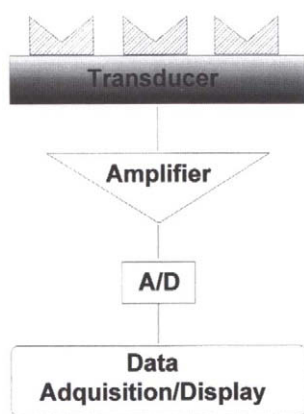 Transducer
Amplifier
A/D
Data
Adquisition/Display